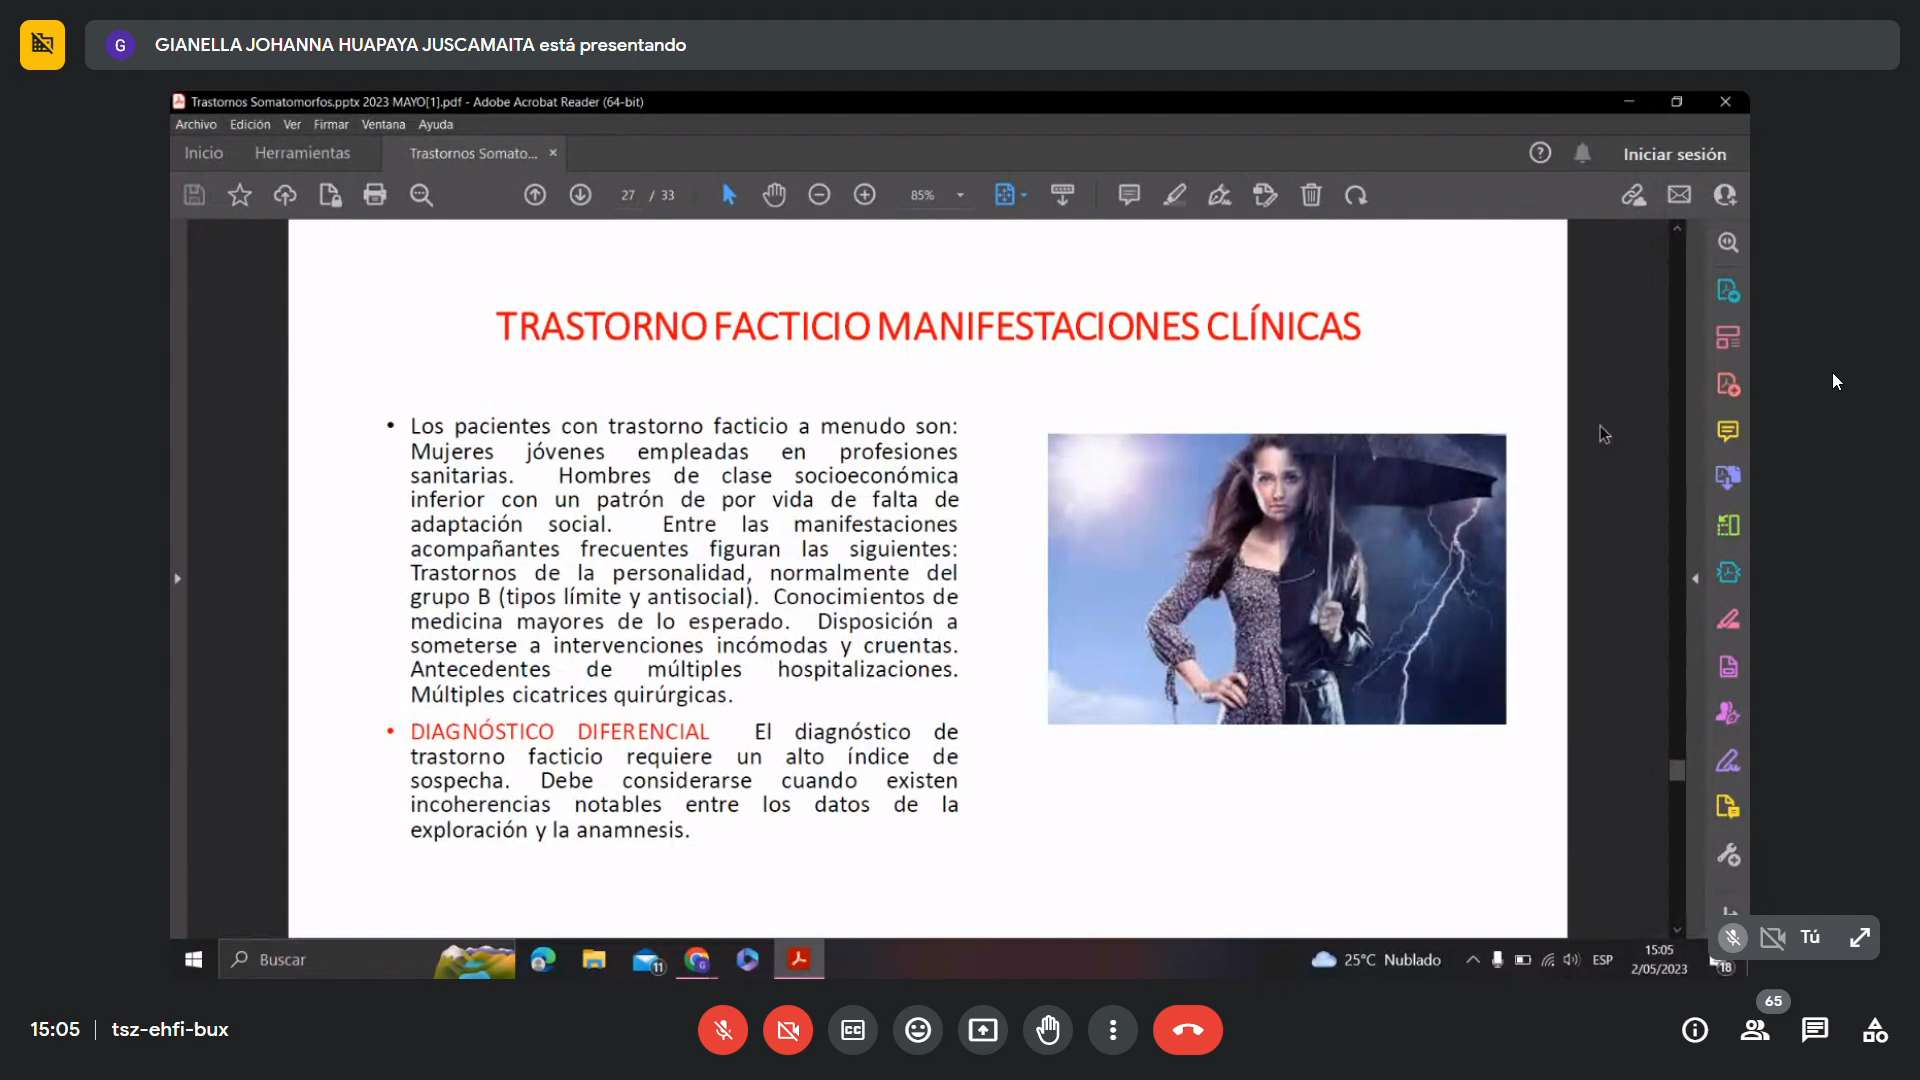 G GIANELLA JOHANNA HUAPAYA JUSCAMAITA está presentando
Trastornos Somatomorfos.pptx 2023 MAYO[1].pdf - Adobe Acrobat Reader (64-bit)
Archivo Edición Ver Firmar Ventana Ayuda
Inicio Herramientas Trastornos Somato... × Iniciar sesión
27 / 33 85%
TRASTORNO FACTICIO MANIFESTACIONES CLÍNICAS
• Los pacientes con trastorno facticio a menudo son:
Mujeres jóvenes empleadas en profesiones
sanitarias. Hombres de clase socioeconómica
inferior con un patrón de por vida de falta de
adaptación social. Entre las manifestaciones
acompañantes frecuentes figuran las siguientes:
Trastornos de la personalidad, normalmente del
grupo B (tipos límite y antisocial). Conocimientos de
medicina mayores de lo esperado. Disposición a
someterse a intervenciones incómodas y cruentas.
Antecedentes de múltiples hospitalizaciones.
Múltiples cicatrices quirúrgicas.
• DIAGNÓSTICO DIFERENCIAL El diagnóstico de
trastorno facticio requiere un alto índice de
sospecha. Debe considerarse cuando existen
incoherencias notables entre los datos de la
exploración y la anamnesis.
Tú
Buscar 11 25°C Nublado ESP 15:05
2/05/2023 18
65
15:05 | tsz-ehfi-bux